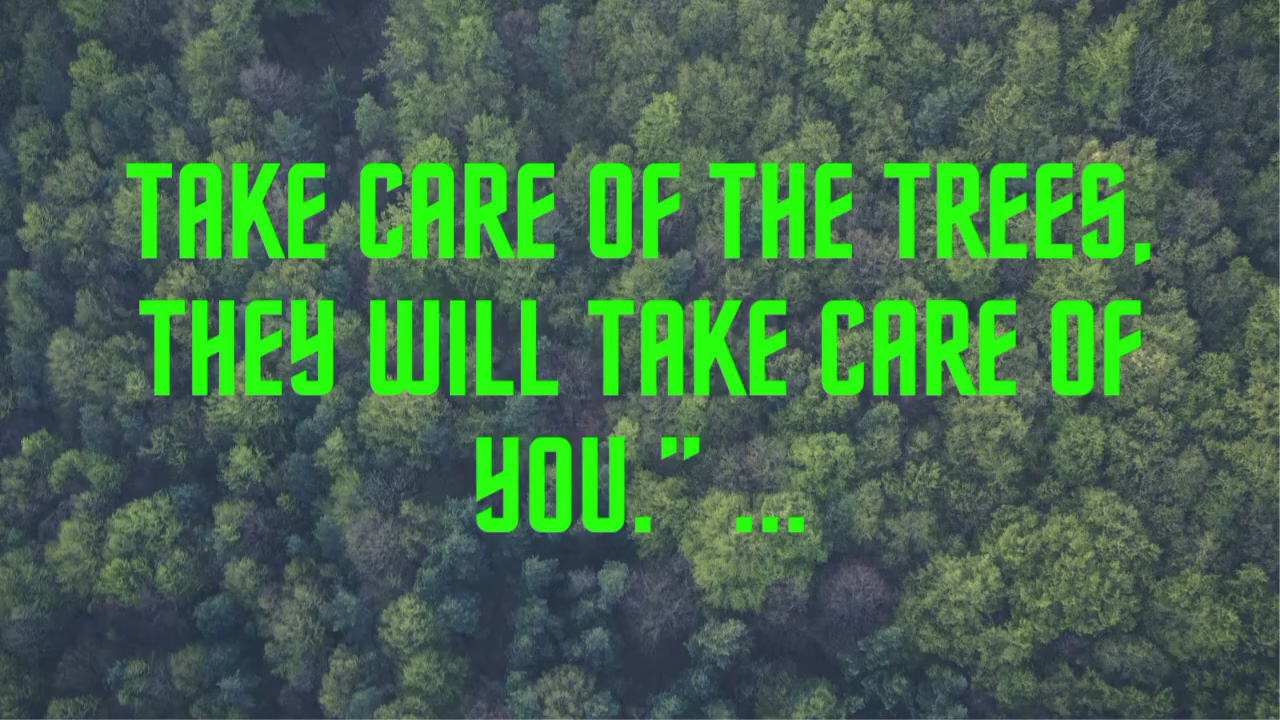 TAKE CARE OF THE TREES,
THEY WILL TAKE CARE OF
YOU.” ...